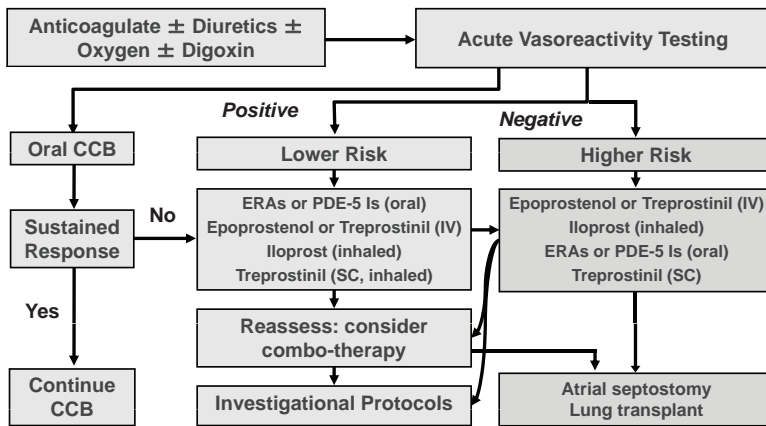 Anticoagulate ± Diuretics ±
Oxygen ± Digoxin
Acute Vasoreactivity Testing
Positive
Negative
Oral CCB
Lower Risk
Higher Risk
Sustained
Response
No
ERAs or PDE-5 Is (oral)
Epoprostenol or Treprostinil (IV)
Iloprost (inhaled)
Treprostinil (SC, inhaled)
Epoprostenol or Treprostinil (IV)
Iloprost (inhaled)
ERAs or PDE-5 Is (oral)
Treprostinil (SC)
Yes
Reassess: consider
combo-therapy
Continue
CCB
Investigational Protocols
Atrial septostomy
Lung transplant